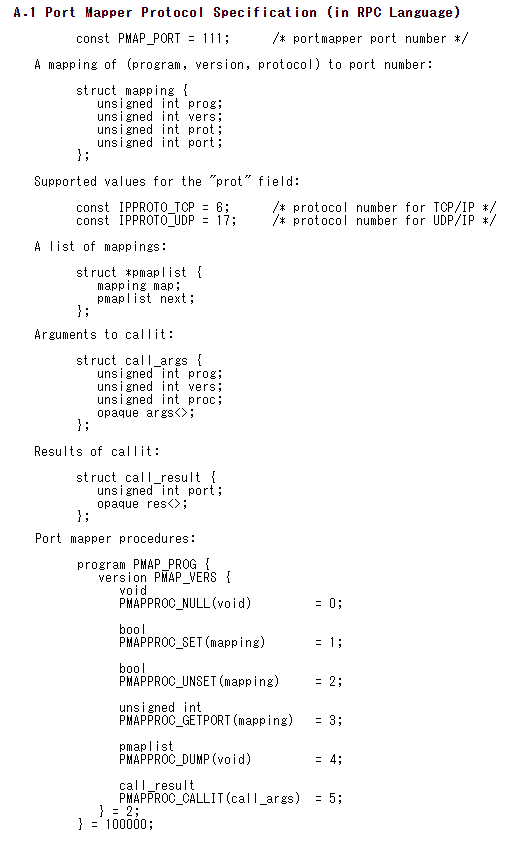 A.1 Port Mapper Protocol Specification (in RPC Language)
const PMAP_PORT = 111;      /* portmapper port number */
A mapping of (program, version, protocol) to port number:
struct mapping {
unsigned int prog;
unsigned int vers;
unsigned int prot;
unsigned int port;
};
Supported values for the "prot" field:
const IPPROTO_TCP = 6;      /* protocol number for TCP/IP */
const IPPROTO_UDP = 17;     /* protocol number for UDP/IP */
A list of mappings:
struct *pmaplist {
mapping map;
pmaplist next;
};
Arguments to callit:
struct call_args {
unsigned int prog;
unsigned int vers;
unsigned int proc;
opaque args<>;
};
Results of callit:
struct call_result {
unsigned int port;
opaque res<>;
};
Port mapper procedures:
program PMAP_PROG {
version PMAP_VERS {
void
PMAPPROC_NULL(void)         = 0;
bool
PMAPPROC_SET(mapping)       = 1;
bool
PMAPPROC_UNSET(mapping)     = 2;
unsigned int
PMAPPROC_GETPORT(mapping)   = 3;
pmaplist
PMAPPROC_DUMP(void)         = 4;
call_result
PMAPPROC_CALLIT(call_args)  = 5;
} = 2;
} = 100000;